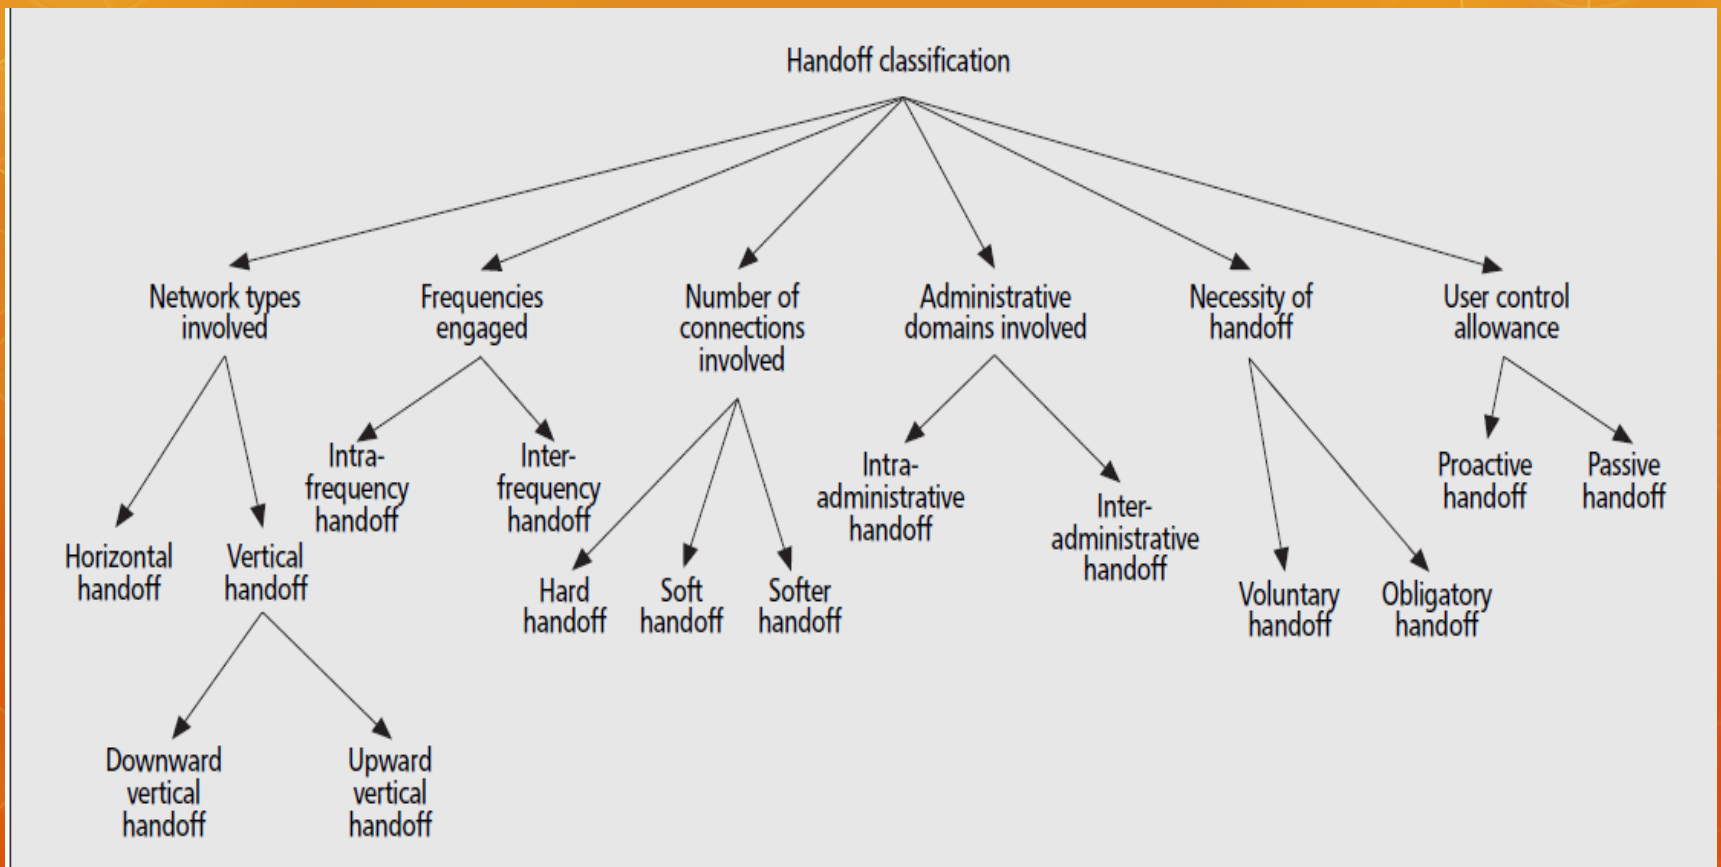 Handoff classification
Network types
involved
Frequencies
engaged
Number of
connections
involved
Administrative
domains involved
Necessity of
handoff
User control
allowance
Horizontal
handoff
Vertical
handoff
Intra-
frequency
handoff
Inter-
frequency
handoff
Hard
handoff
Soft
handoff
Softer
handoff
Intra-
administrative
handoff
Inter-
administrative
handoff
Voluntary
handoff
Obligatory
handoff
Proactive
handoff
Passive
handoff
Downward
vertical
handoff
Upward
vertical
handoff